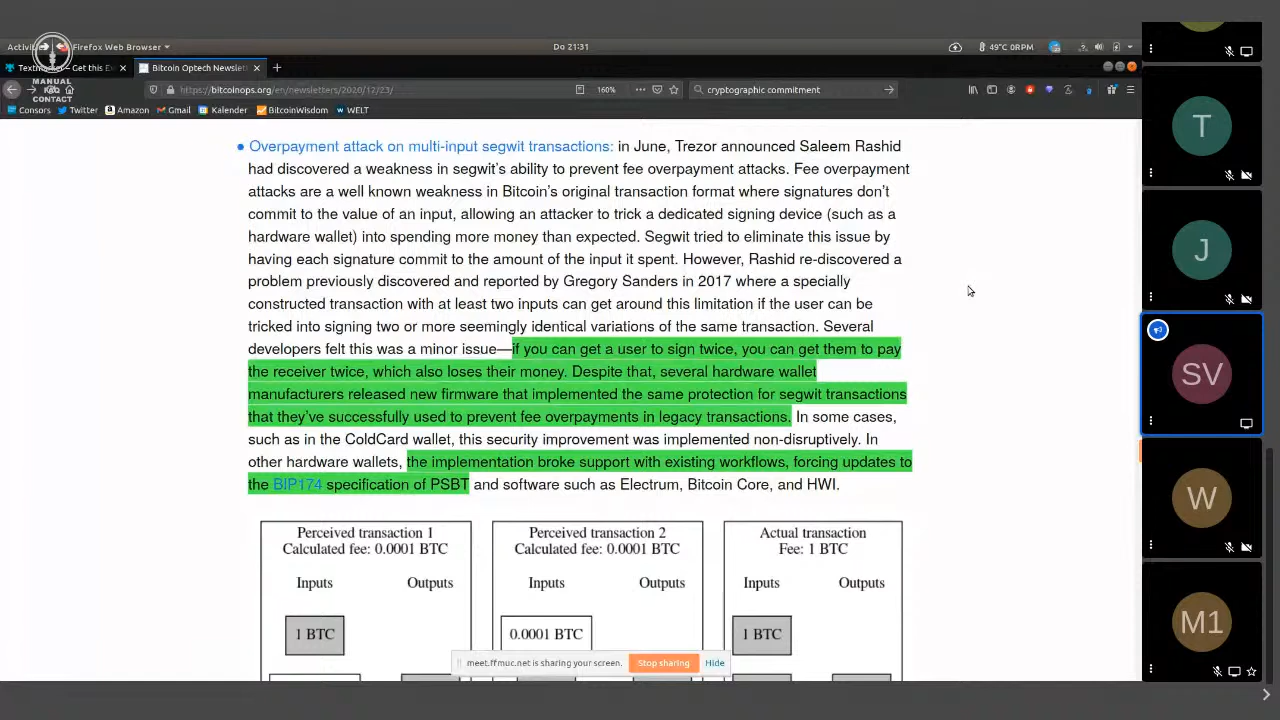 Activities Firefox Web Browser Do 21:31 49°C 0RPM
Bitcoin Optech Newslett
https://bitcoinops.org/en/newsletters/2020/12/23/ 160% cryptographic commitment
MANUAL
CONTACT
Consors Twitter Amazon Gmail Kalender BitcoinWisdom WELT
Overpayment attack on multi-input segwit transactions: in June, Trezor announced Saleem Rashid
had discovered a weakness in segwit's ability to prevent fee overpayment attacks. Fee overpayment
attacks are a well known weakness in Bitcoin's original transaction format where signatures don't
commit to the value of an input, allowing an attacker to trick a dedicated signing device (such as a
hardware wallet) into spending more money than expected. Segwit tried to eliminate this issue by
having each signature commit to the amount of the input it spent. However, Rashid re-discovered a
problem previously discovered and reported by Gregory Sanders in 2017 where a specially
constructed transaction with at least two inputs can get around this limitation if the user can be
tricked into signing two or more seemingly identical variations of the same transaction. Several
developers felt this was a minor issue—if you can get a user to sign twice, you can get them to pay
the receiver twice, which also loses their money. Despite that, several hardware wallet
manufacturers released new firmware that implemented the same protection for segwit transactions
that they've successfully used to prevent fee overpayments in legacy transactions. In some cases,
such as in the ColdCard wallet, this security improvement was implemented non-disruptively. In
other hardware wallets, the implementation broke support with existing workflows, forcing updates to
the BIP174 specification of PSBT and software such as Electrum, Bitcoin Core, and HWI.
Perceived transaction 1 Perceived transaction 2 Actual transaction
Calculated fee: 0.0001 BTC Calculated fee: 0.0001 BTC Fee: 1 BTC
Inputs Outputs Inputs Outputs Inputs Outputs
1 BTC 0.0001 BTC 1 BTC
meet.ffmuc.net is sharing your screen. Stop sharing Hide
T
J
SV
W
M1